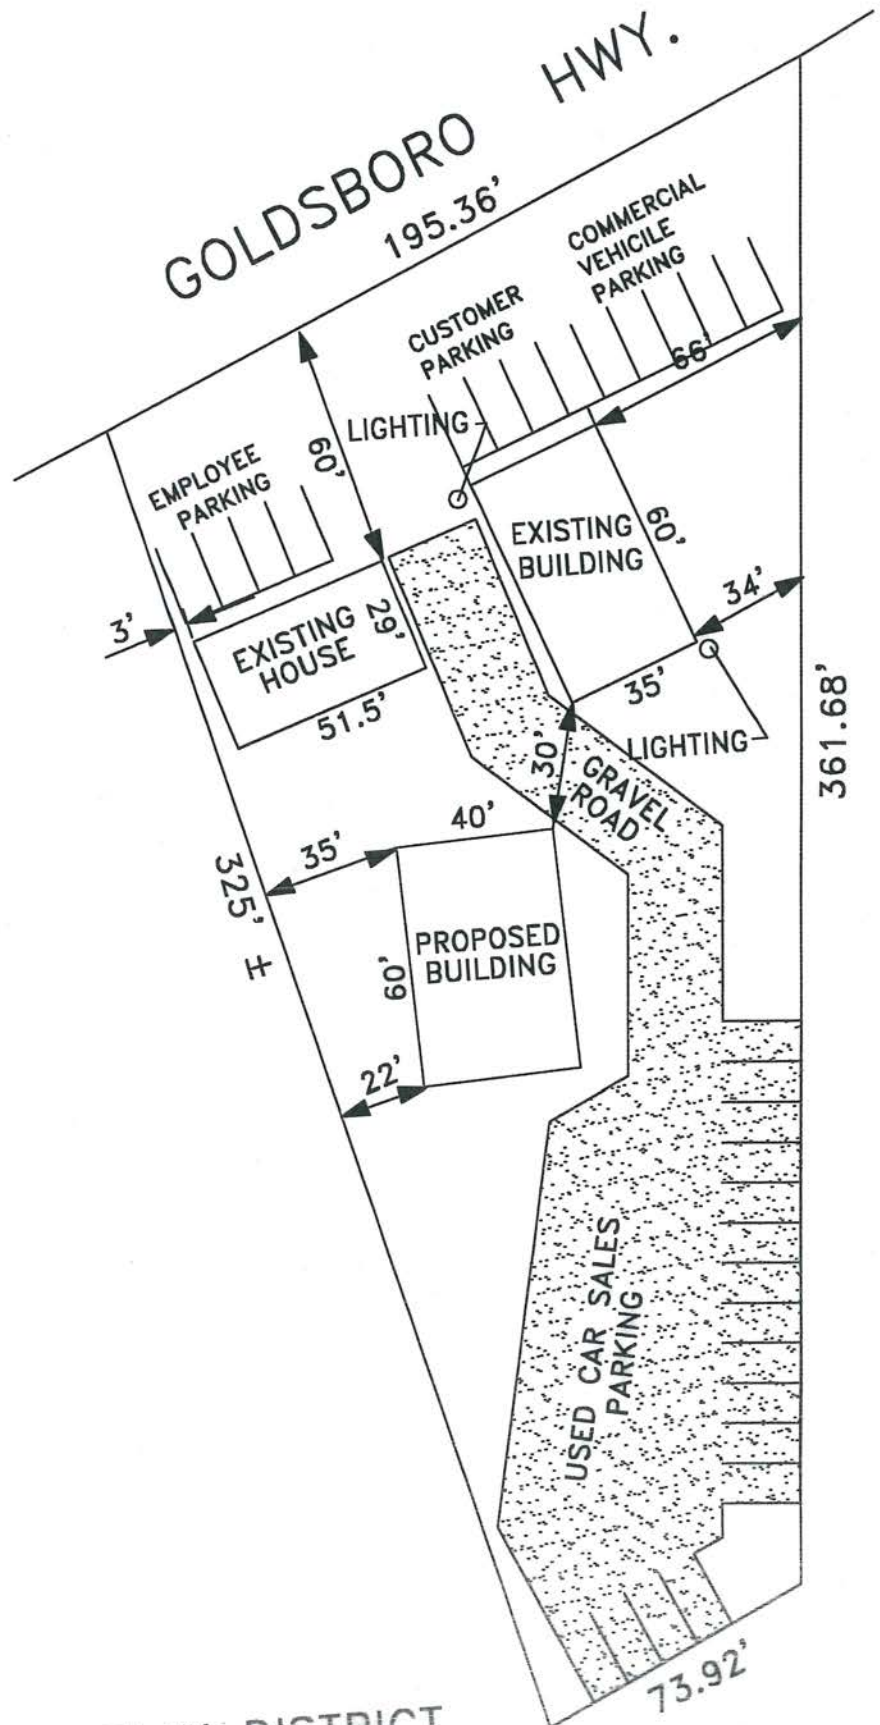 GOLDSBORO HWY.
195.36'
COMMERCIAL
VEHICILE
PARKING
CUSTOMER
PARKING
66'
LIGHTING
60'
EMPLOYEE
PARKING
EXISTING
BUILDING
60'
34'
3'
EXISTING
HOUSE
29'
51.5'
35'
LIGHTING
361.68'
30'
GRAVEL
ROAD
40'
35'
325' ±
PROPOSED
BUILDING
60'
22'
USED CAR SALES
PARKING
73.92'
DISTRICT